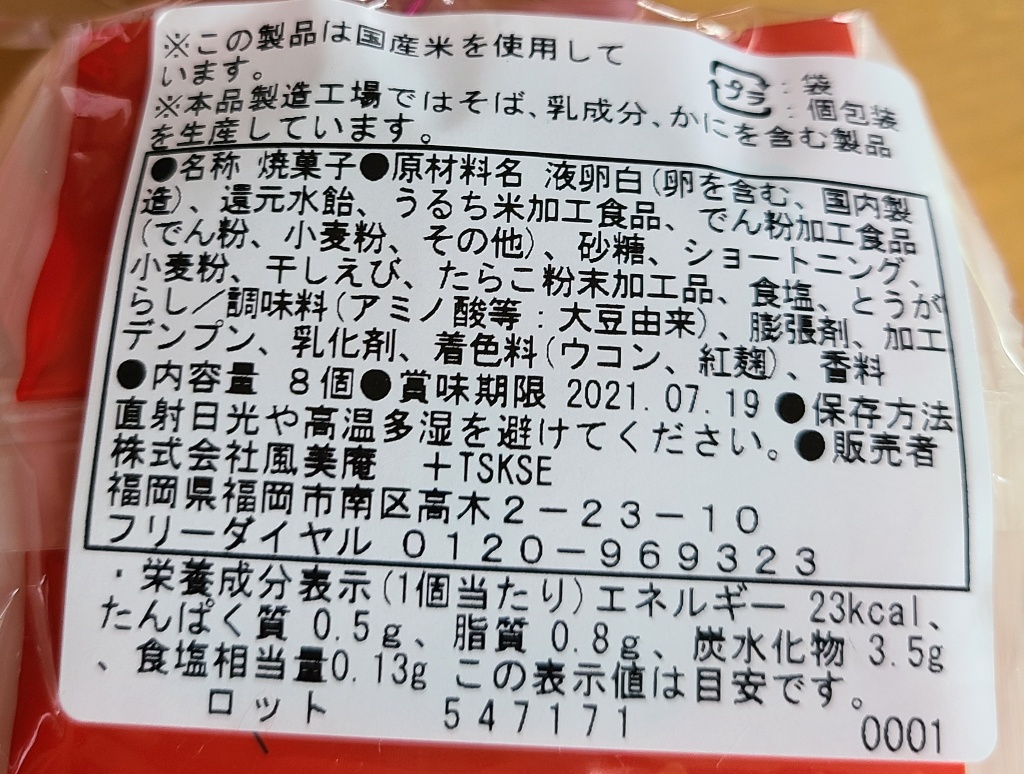 ※この製品は国産米を使用して
います。
プラ
:袋
:個包装
※本品製造工場ではそば、乳成分、かにを含む製品
を生産しています。
●名称 焼菓子●原材料名 液卵白(卵を含む、国内製
造)、還元水飴、うるち米加工食品、でん粉加工食品
(でん粉、小麦粉、その他)、砂糖、ショートニング、
小麦粉、干しえび、たらこ粉末加工品、食塩、とうが
らし/調味料(アミノ酸等:大豆由来)、膨張剤、加工
デンプン、乳化剤、着色料(ウコン、紅麹)、香料
●内容量 8個●賞味期限 2021.07.19●保存方法
直射日光や高温多湿を避けてください。●販売者
株式会社風美庵 +TSKSE
福岡県福岡市南区高木2-23-10
フリーダイヤル 0120-969323
・栄養成分表示(1個当たり)エネルギー 23kcal、
たんぱく質 0.5g、脂質 0.8g、炭水化物 3.5g
、食塩相当量0.13g この表示値は目安です。
ロット 547171
0001